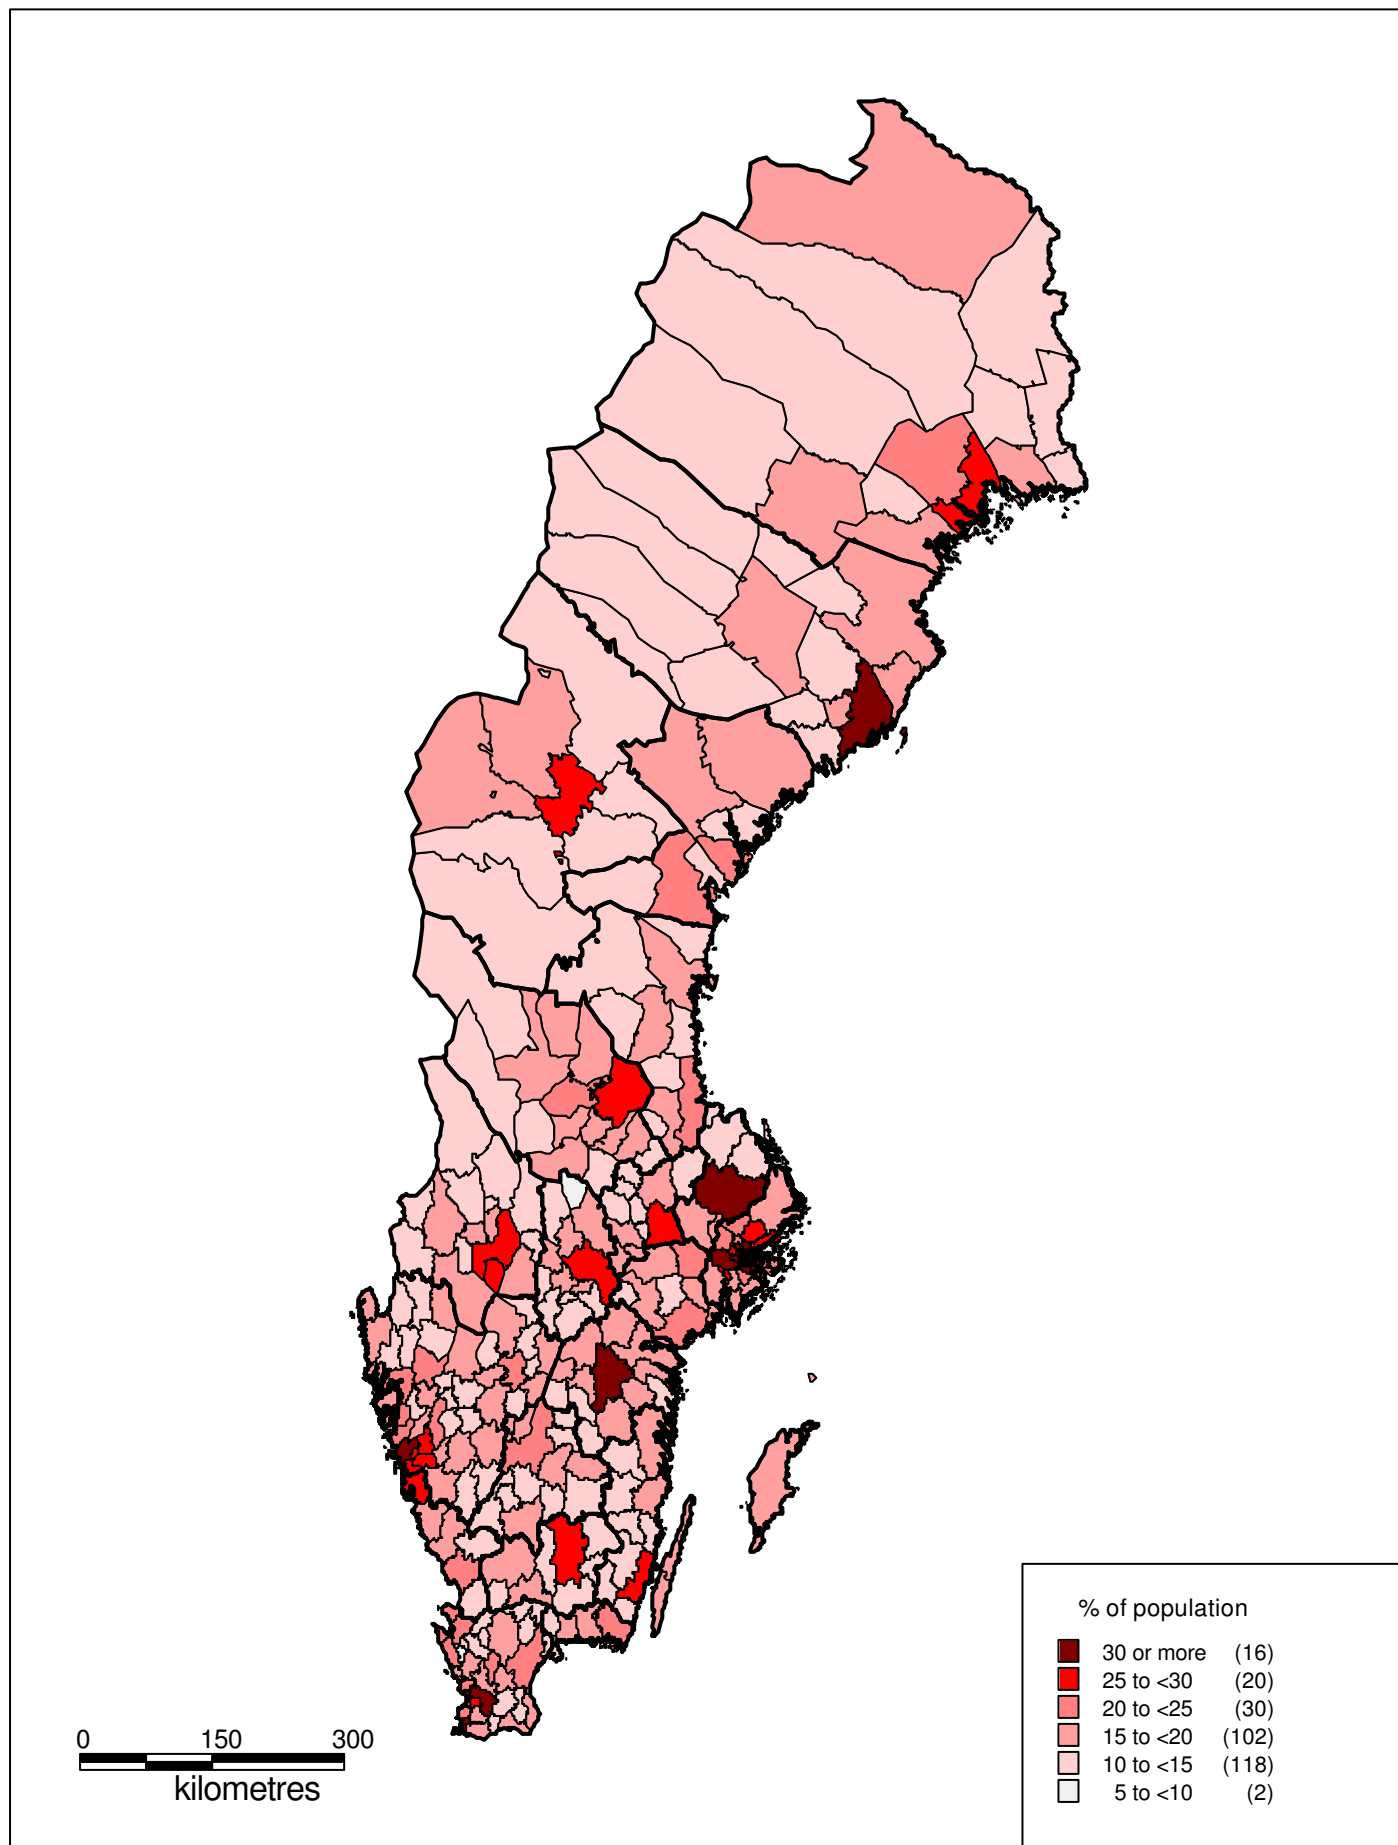 % of population
30 or more (16)
25 to <30 (20)
20 to <25 (30)
15 to <20 (102)
10 to <15 (118)
5 to <10 (2)
0 150 300
kilometres